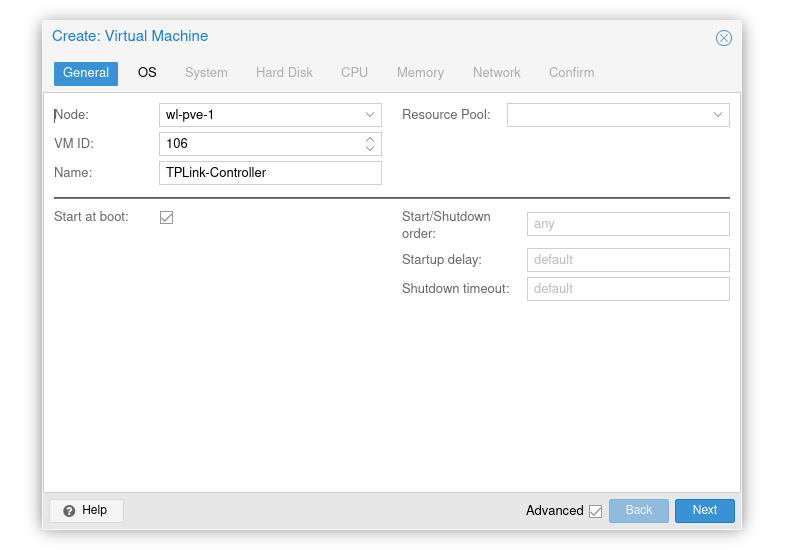 Create: Virtual Machine
General OS System Hard Disk CPU Memory Network Confirm
Node: wl-pve-1 Resource Pool:
VM ID: 106
Name: TPLink-Controller
Start at boot: Start/Shutdown order: any
Startup delay: default
Shutdown timeout: default
Help Advanced Back Next